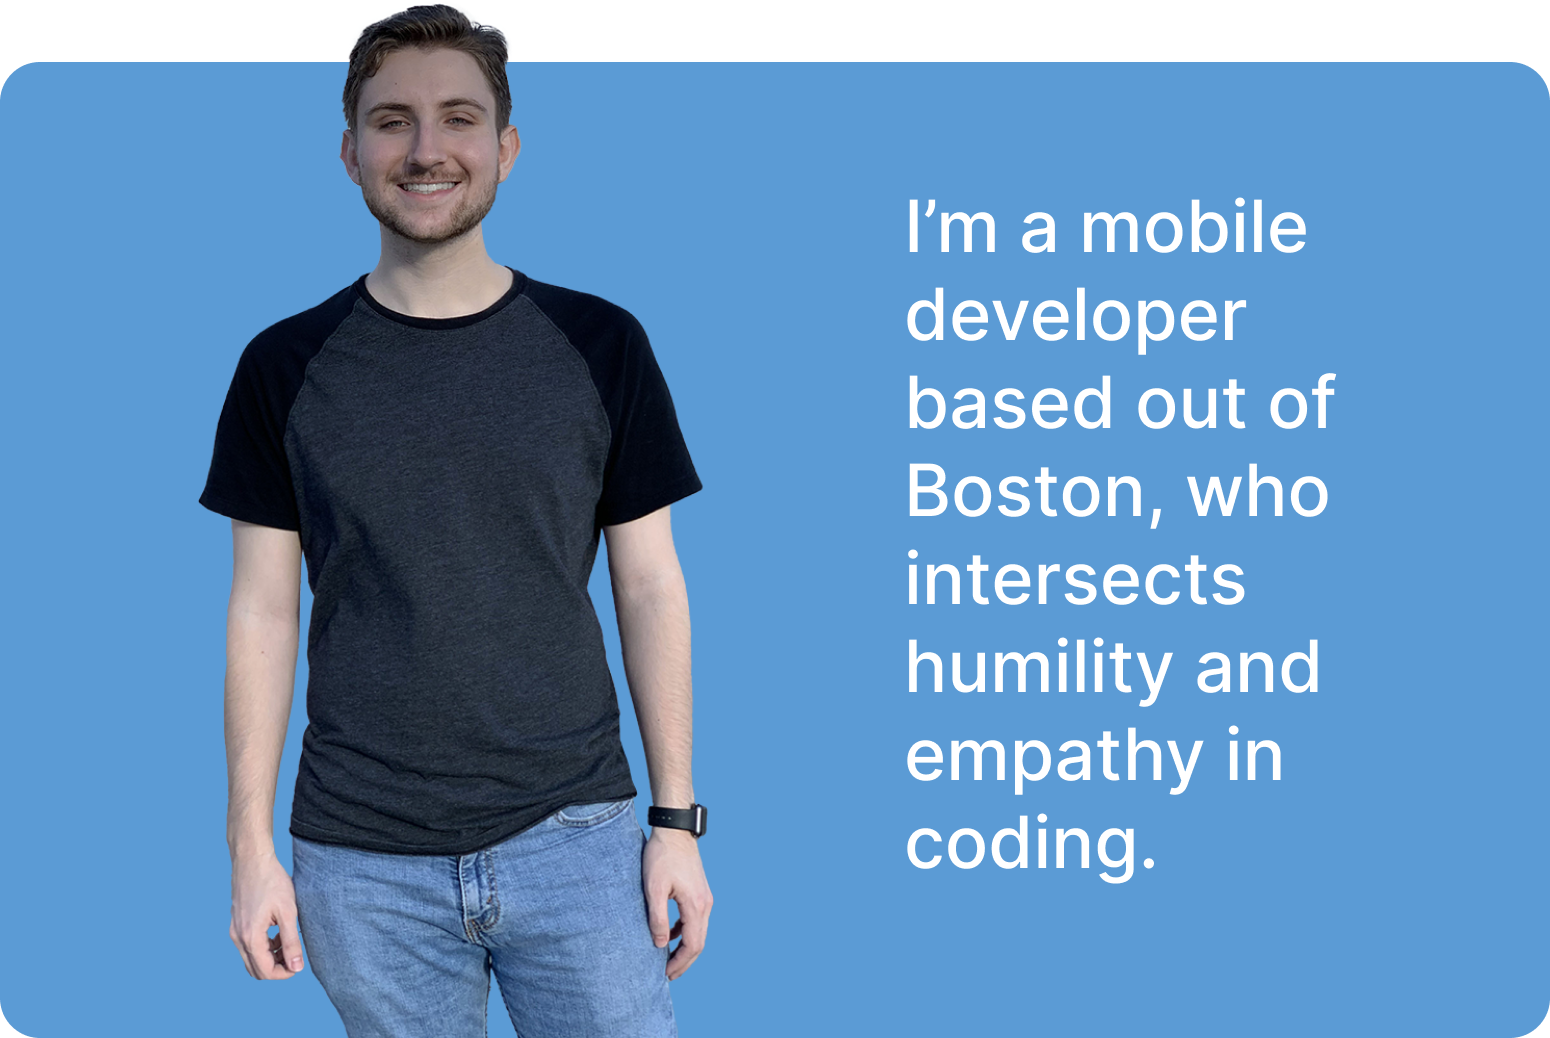 I’m a mobile
developer
based out of
Boston, who
intersects
humility and
empathy in
coding.